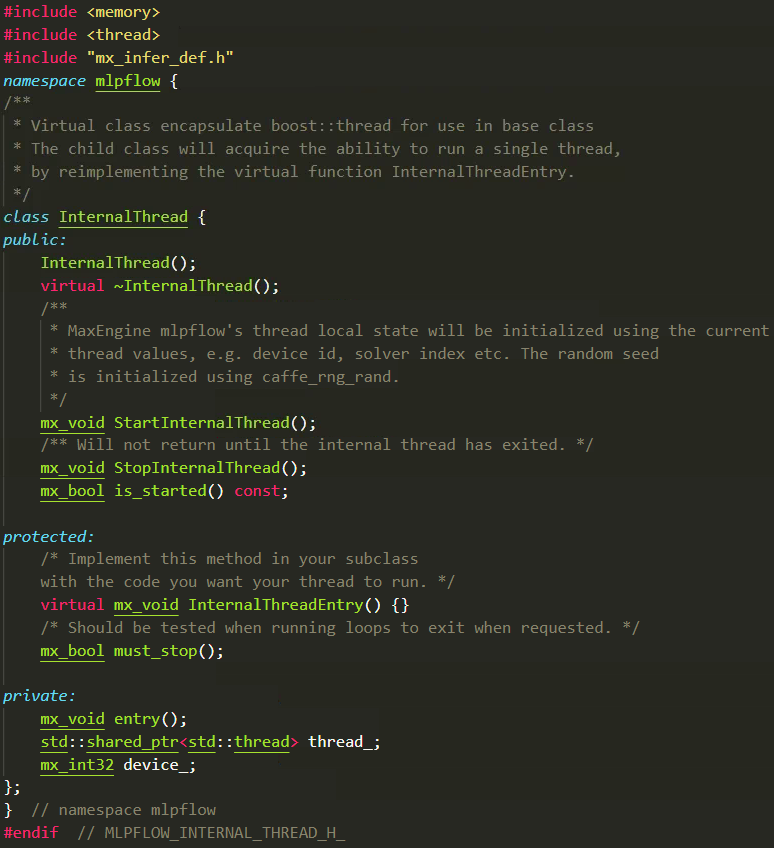 #include <memory>
#include <thread>
#include "mx_infer_def.h"
namespace mlpflow {
/**
 * Virtual class encapsulate boost::thread for use in base class
 * The child class will acquire the ability to run a single thread,
 * by reimplementing the virtual function InternalThreadEntry.
 */
class InternalThread {
public:
    InternalThread();
    virtual ~InternalThread();
    /**
     * MaxEngine mlpflow's thread local state will be initialized using the current
     * thread values, e.g. device id, solver index etc. The random seed
     * is initialized using caffe_rng_rand.
     */
    mx_void StartInternalThread();
    /** Will not return until the internal thread has exited. */
    mx_void StopInternalThread();
    mx_bool is_started() const;

protected:
    /* Implement this method in your subclass
    with the code you want your thread to run. */
    virtual mx_void InternalThreadEntry() {}
    /* Should be tested when running loops to exit when requested. */
    mx_bool must_stop();

private:
    mx_void entry();
    std::shared_ptr<std::thread> thread_;
    mx_int32 device_;
};
}  // namespace mlpflow
#endif  // MLPFLOW_INTERNAL_THREAD_H_